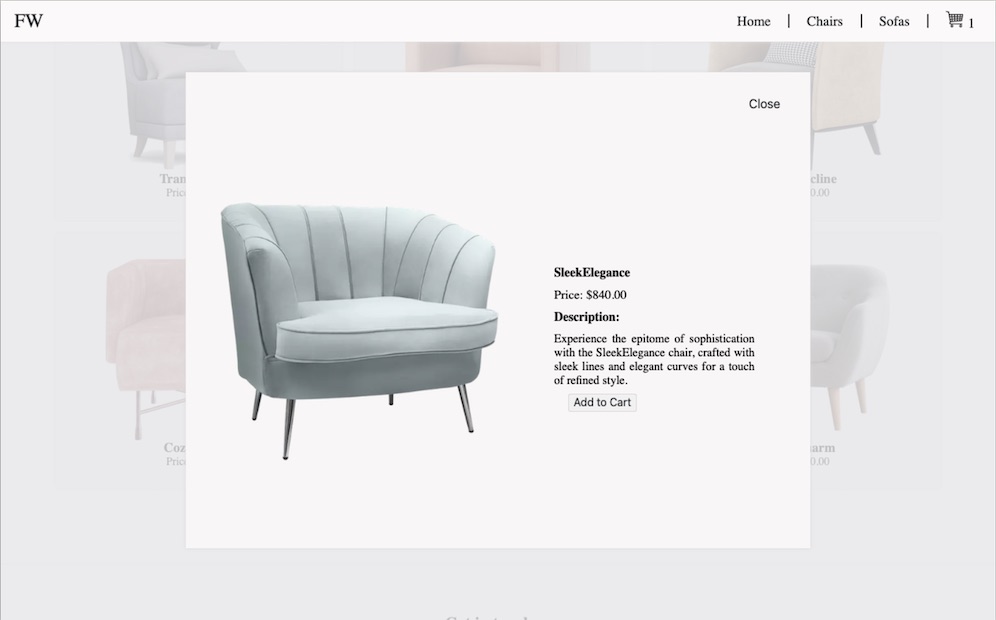 FW
Home | Chairs | Sofas | 1
Close
SleekElegance
Price: $840.00
Description:
Experience the epitome of sophistication
with the SleekElegance chair, crafted with
sleek lines and elegant curves for a touch
of refined style.
Add to Cart